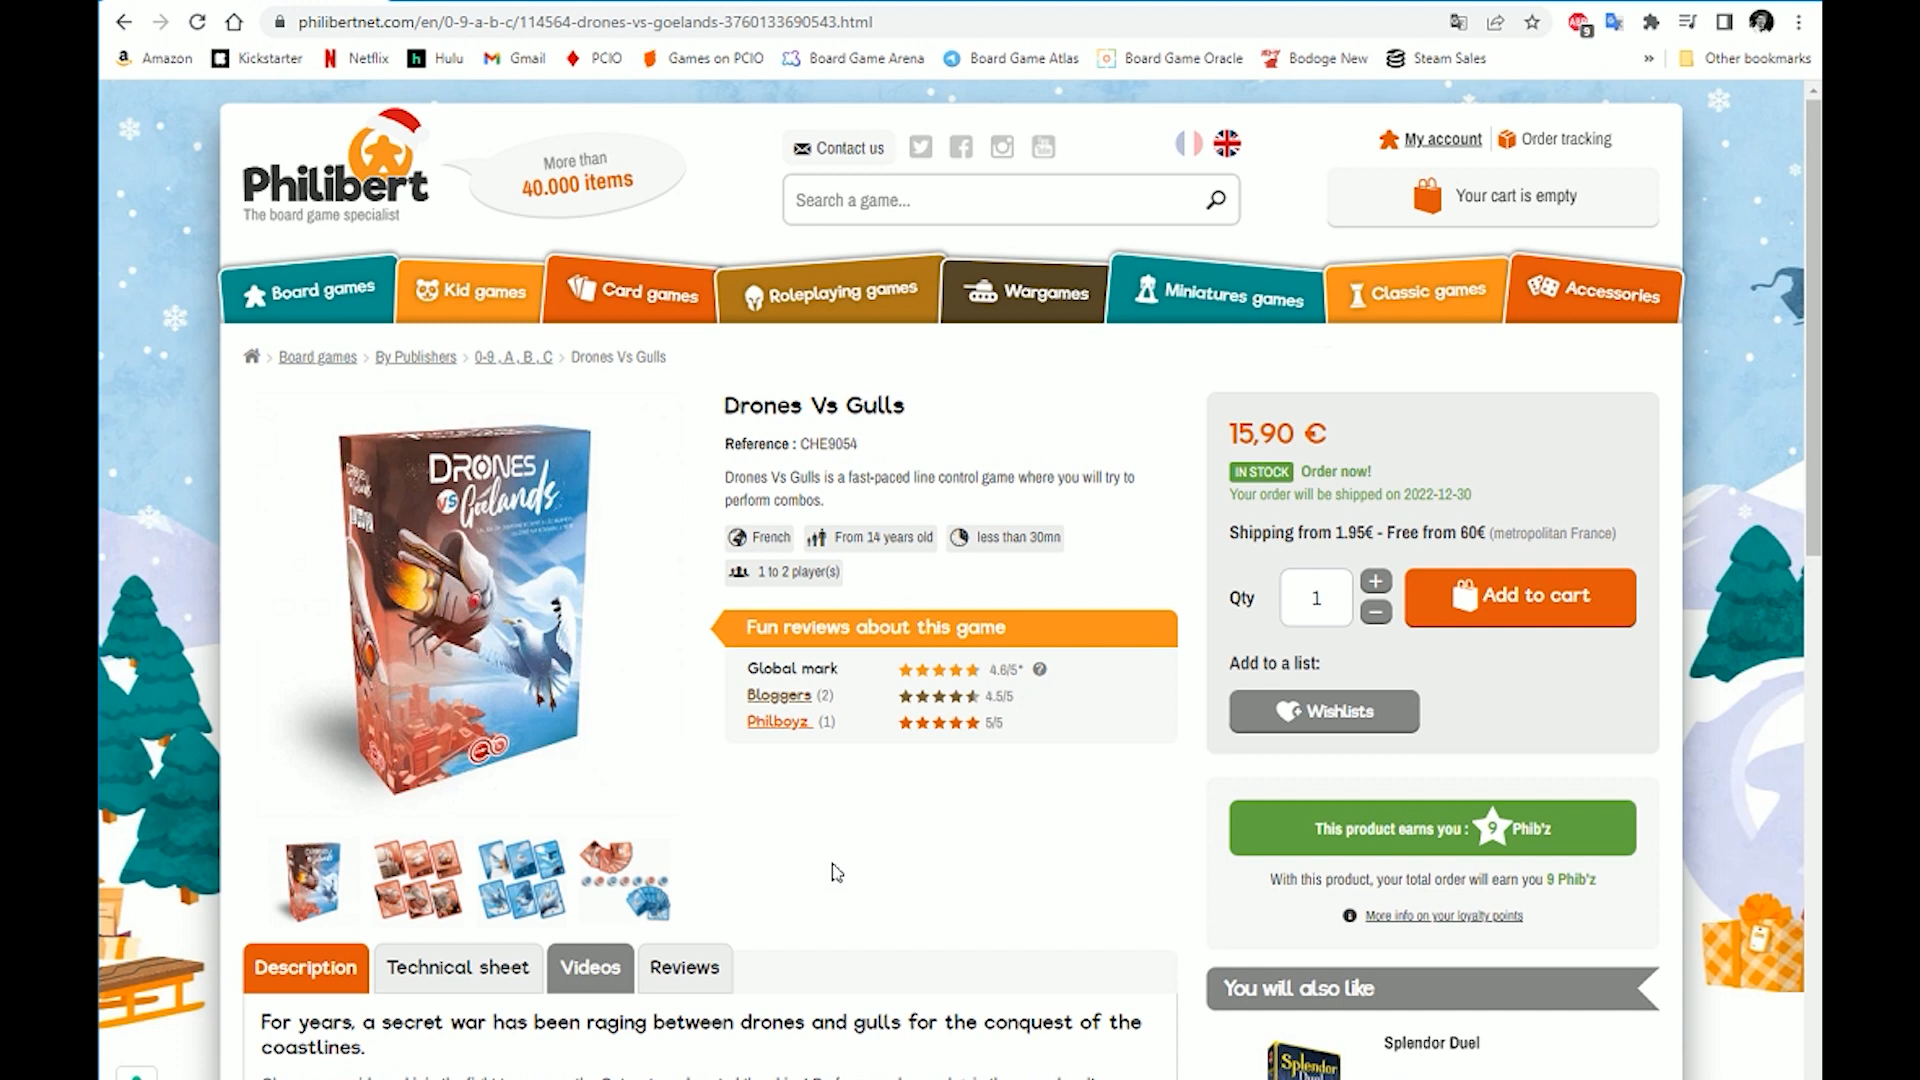 philibertnet.com/en/0-9-a-b-c/114564-drones-vs-goelands-3760133690543.html
9
Amazon Kickstarter Netflix Hulu Gmail PCIO Games on PCIO Board Game Arena Board Game Atlas Board Game Oracle Bodoge New Steam Sales » Other bookmarks
Philibert
The board game specialist
More than
40.000 items
Contact us
My account
Order tracking
Search a game...
Your cart is empty
Board games
Kid games
Card games
Roleplaying games
Wargames
Miniatures games
Classic games
Accessories
> Board games > By Publishers > 0-9 , A , B , C > Drones Vs Gulls
DRONES
VS Goélands
Drones Vs Gulls
Reference : CHE9054
Drones Vs Gulls is a fast-paced line control game where you will try to
perform combos.
French From 14 years old less than 30mn
1 to 2 player(s)
Fun reviews about this game
Global mark 4.6/5*
Bloggers (2) 4.5/5
Philboyz (1) 5/5
15,90 €
IN STOCK Order now!
Your order will be shipped on 2022-12-30
Shipping from 1.95€ - Free from 60€ (metropolitan France)
Qty 1 + − Add to cart
Add to a list:
Wishlists
This product earns you : 9 Phib'z
With this product, your total order will earn you 9 Phib'z
More info on your loyalty points
You will also like
Splendor Duel
Splendor
Duel
Description Technical sheet Videos Reviews
For years, a secret war has been raging between drones and gulls for the conquest of the
coastlines.